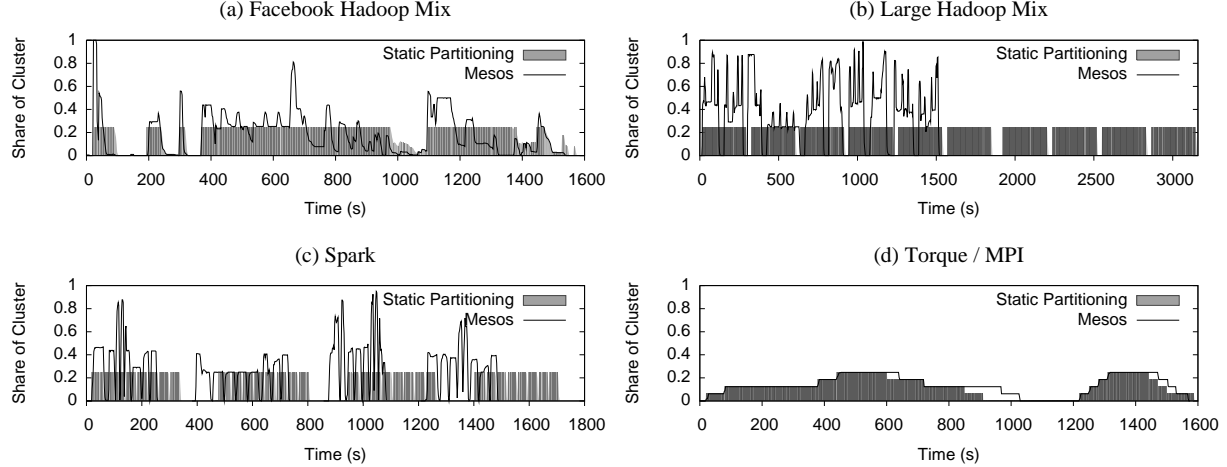 (a) Facebook Hadoop Mix
Share of Cluster
1
0.8
0.6
0.4
0.2
0
Static Partitioning
Mesos
0 200 400 600 800 1000 1200 1400 1600
Time (s)
(b) Large Hadoop Mix
Share of Cluster
1
0.8
0.6
0.4
0.2
0
Static Partitioning
Mesos
0 500 1000 1500 2000 2500 3000
Time (s)
(c) Spark
Share of Cluster
1
0.8
0.6
0.4
0.2
0
Static Partitioning
Mesos
0 200 400 600 800 1000 1200 1400 1600 1800
Time (s)
(d) Torque / MPI
Share of Cluster
1
0.8
0.6
0.4
0.2
0
Static Partitioning
Mesos
0 200 400 600 800 1000 1200 1400 1600
Time (s)